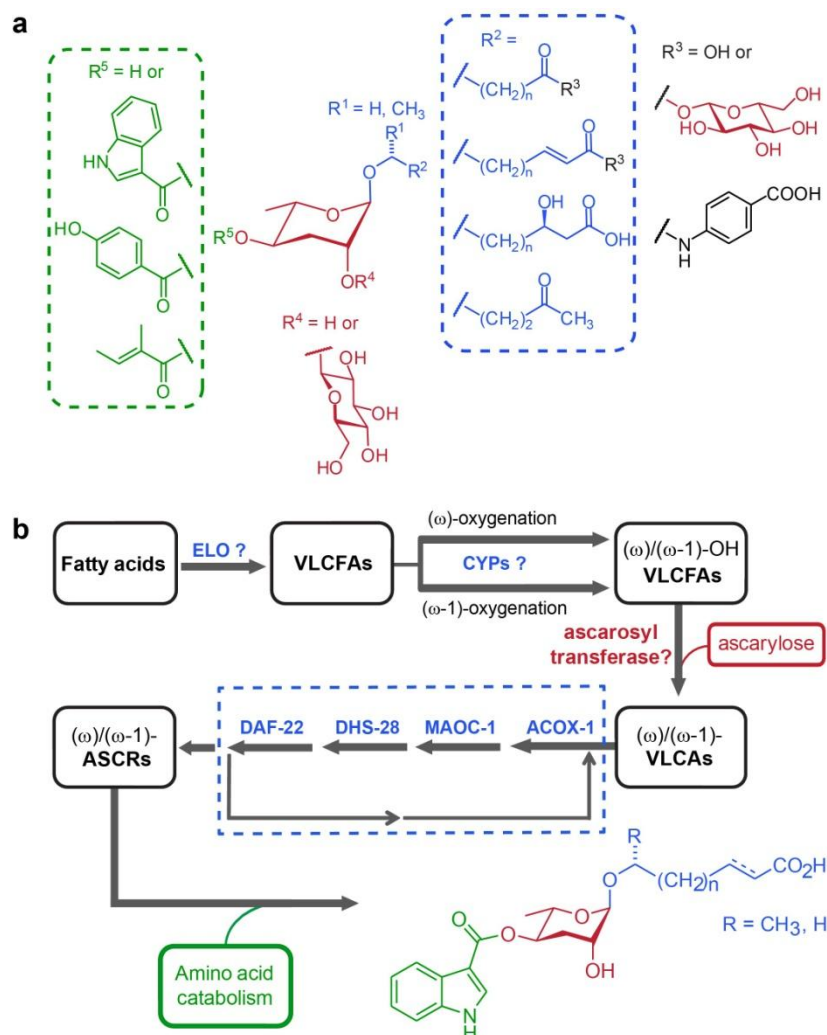 a
R⁵ = H or
HN
O
HO
O
O
R¹ = H, CH₃
R¹
O
R²
O
R⁵O
OR⁴
R⁴ = H or
OH
O
OH
OH
HO
R² =
O
(CH₂)n
R³
O
(CH₂)n
R³
OH
O
(CH₂)n
OH
O
(CH₂)₂
CH₃
R³ = OH or
OH
O
O
HO
OH
OH
COOH
N
H
b
Fatty acids
ELO ?
VLCFAs
(ω)-oxygenation
CYPs ?
(ω-1)-oxygenation
(ω)/(ω-1)-OH
VLCFAs
ascarosyl
transferase?
ascarylose
(ω)/(ω-1)-
ASCRs
DAF-22
DHS-28
MAOC-1
ACOX-1
(ω)/(ω-1)-
VLCAs
Amino acid
catabolism
R
O
(CH₂)n
CO₂H
O
O
O
OH
N
H
R = CH₃, H